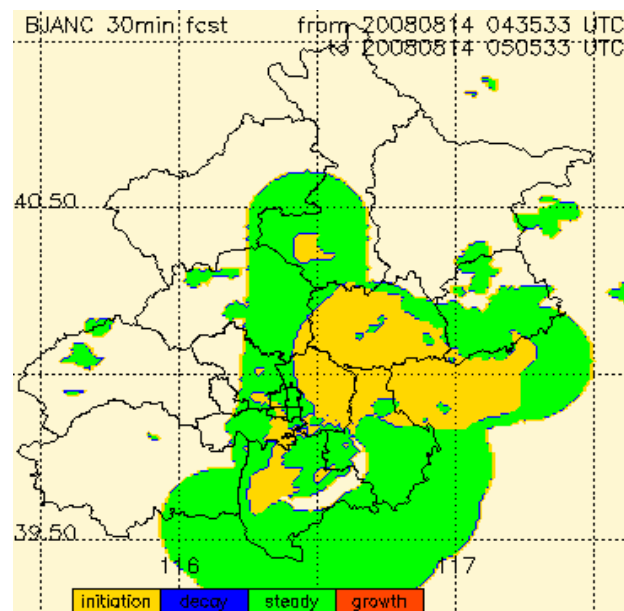 BJANC 30min fcst from 20080814 043533 UTC
to 20080814 050533 UTC
40.50
39.50
116 117
initiation decay steady growth